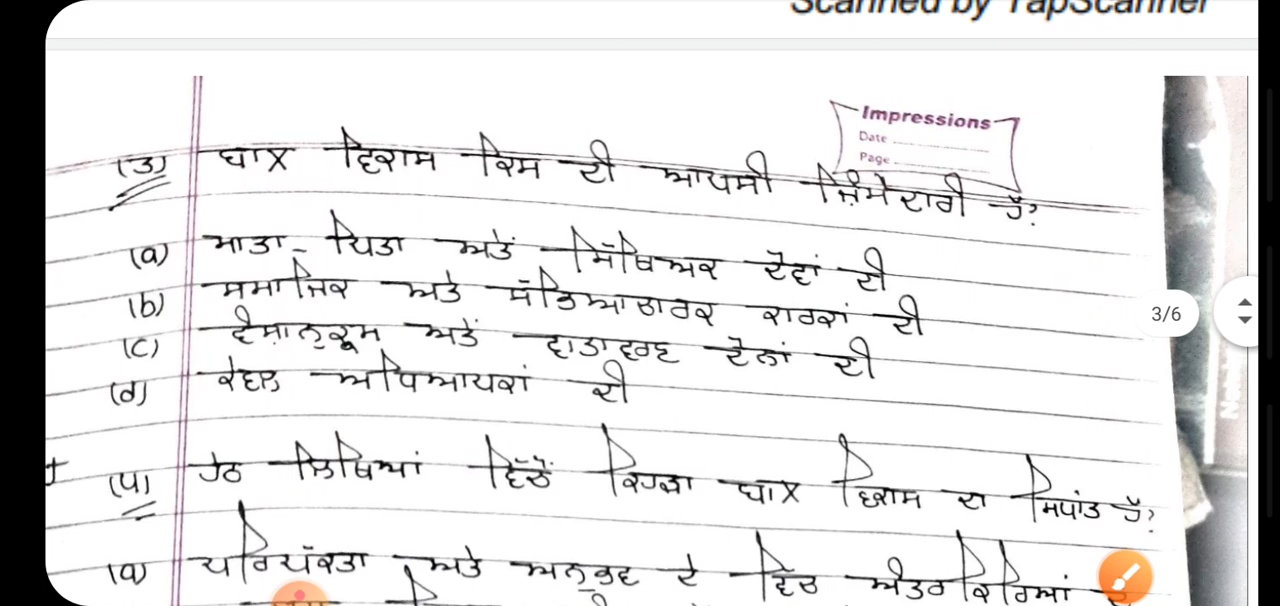 Scanned by TapScanner
Impressions
Date
Page
(3) ਬਾਲ ਵਿਕਾਸ ਕਿਸ ਦੀ ਆਪਸੀ ਜ਼ਿੰਮੇਦਾਰੀ ਹੈ?
(a) ਮਾਤਾ-ਪਿਤਾ ਅਤੇ ਸਿੱਖਿਅਕ ਦੋਵਾਂ ਦੀ
(b) ਸਮਾਜਿਕ ਅਤੇ ਸੱਭਿਆਚਾਰਕ ਕਾਰਕਾਂ ਦੀ
3/6
(c) ਵੰਸ਼ਾਨੁਕ੍ਰਮ ਅਤੇ ਵਾਤਾਵਰਣ ਦੋਨਾਂ ਦੀ
(d) ਕੇਵਲ ਅਧਿਆਪਕਾਂ ਦੀ
ਹੇਠ ਲਿਖਿਆਂ ਵਿੱਚੋਂ ਕਿਹੜਾ ਬਾਲ ਵਿਕਾਸ ਦਾ ਸਿਧਾਂਤ ਹੈ?
(a) ਪਰਿਪੱਕਤਾ ਅਤੇ ਅਨੁਭਵ ਦੇ ਵਿੱਚ ਅੰਤਰਕਿਰਿਆ